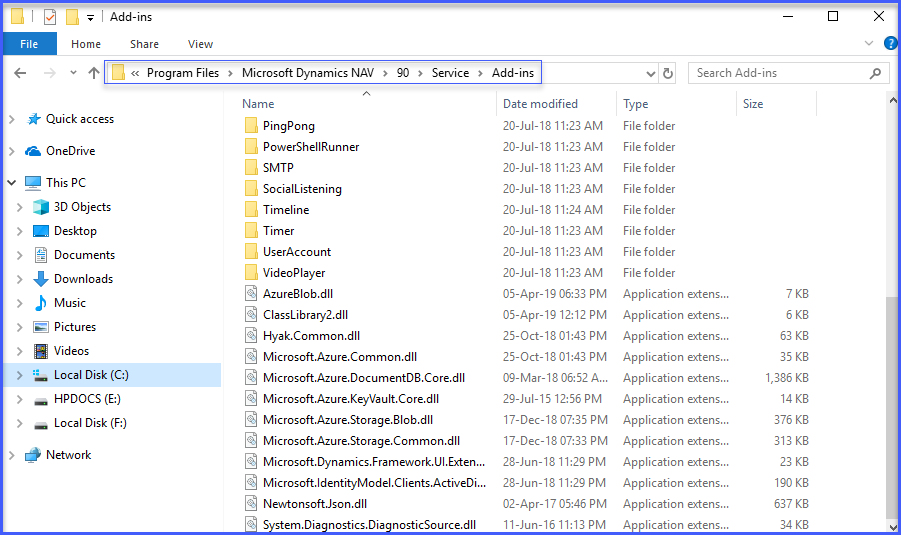 Add-ins
File Home Share View
« Program Files > Microsoft Dynamics NAV > 90 > Service > Add-ins Search Add-ins
Name Date modified Type Size
Quick access
OneDrive
This PC
3D Objects
Desktop
Documents
Downloads
Music
Pictures
Videos
Local Disk (C:)
HPDOCS (E:)
Local Disk (F:)
Network
PingPong 20-Jul-18 11:23 AM File folder
PowerShellRunner 20-Jul-18 11:23 AM File folder
SMTP 20-Jul-18 11:23 AM File folder
SocialListening 20-Jul-18 11:23 AM File folder
Timeline 20-Jul-18 11:24 AM File folder
Timer 20-Jul-18 11:23 AM File folder
UserAccount 20-Jul-18 11:23 AM File folder
VideoPlayer 20-Jul-18 11:23 AM File folder
AzureBlob.dll 05-Apr-19 06:33 PM Application extens... 7 KB
ClassLibrary2.dll 05-Apr-19 12:12 PM Application extens... 6 KB
Hyak.Common.dll 25-Oct-18 01:43 PM Application extens... 63 KB
Microsoft.Azure.Common.dll 25-Oct-18 01:43 PM Application extens... 35 KB
Microsoft.Azure.DocumentDB.Core.dll 09-Mar-18 06:52 A... Application extens... 1,386 KB
Microsoft.Azure.KeyVault.Core.dll 29-Jul-15 12:56 PM Application extens... 14 KB
Microsoft.Azure.Storage.Blob.dll 17-Dec-18 07:35 PM Application extens... 376 KB
Microsoft.Azure.Storage.Common.dll 17-Dec-18 07:33 PM Application extens... 313 KB
Microsoft.Dynamics.Framework.UI.Exten... 28-Jun-18 11:29 PM Application extens... 23 KB
Microsoft.IdentityModel.Clients.ActiveDi... 28-Jun-18 11:29 PM Application extens... 190 KB
Newtonsoft.Json.dll 02-Apr-17 05:46 PM Application extens... 637 KB
System.Diagnostics.DiagnosticSource.dll 11-Jun-16 11:13 PM Application extens... 34 KB